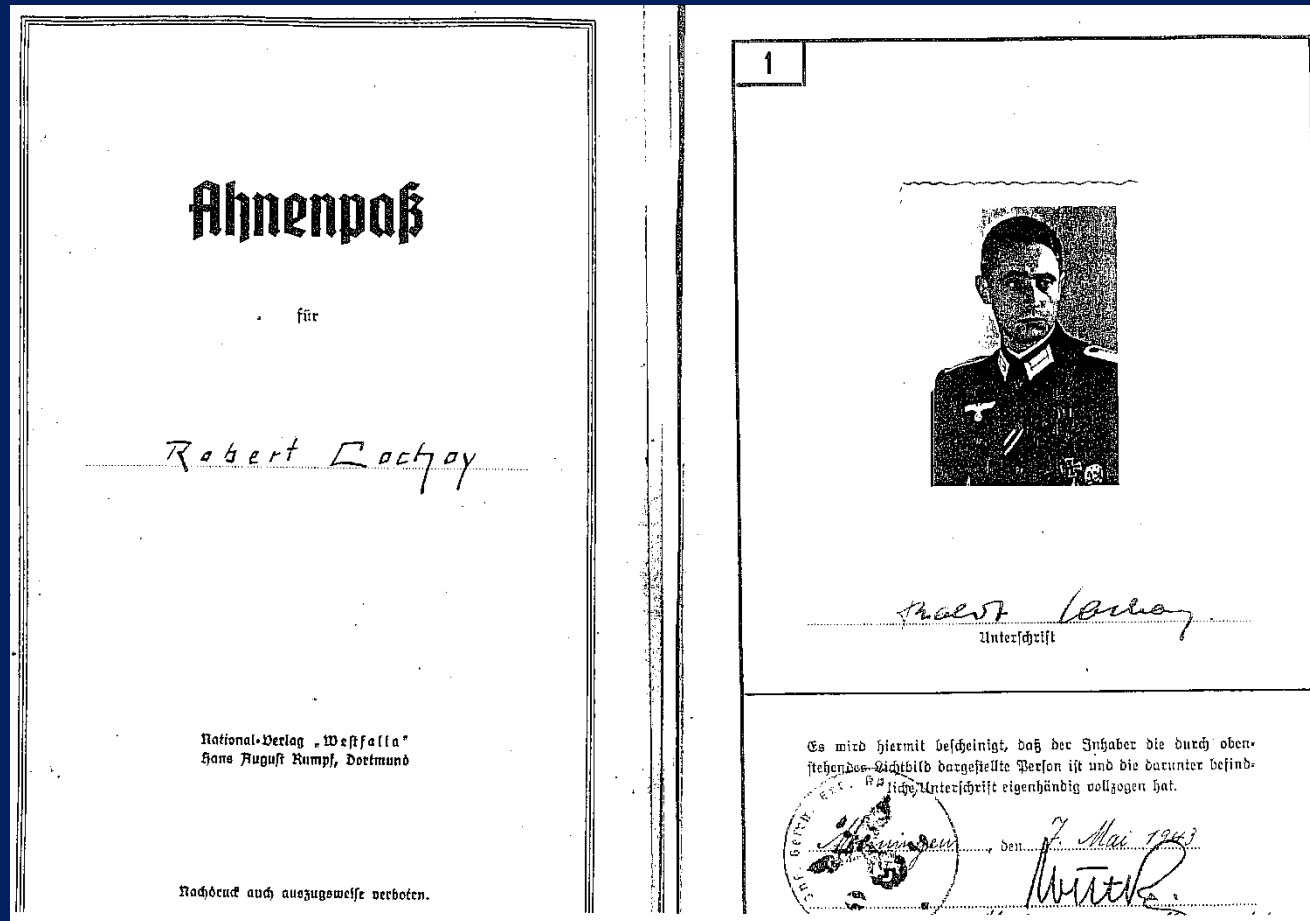 Ahnenpaß
für
Robert Cochoy
National-Verlag „Westfalia"
Hans August Rumpf, Dortmund
Nachdruck auch auszugsweise verboten.
1
Unterschrift
Es wird hiermit bescheinigt, daß der Inhaber die durch oben-
stehendes Lichtbild dargestellte Person ist und die darunter befind-
liche Unterschrift eigenhändig vollzogen hat.
Meiningen, den 7. Mai 1943